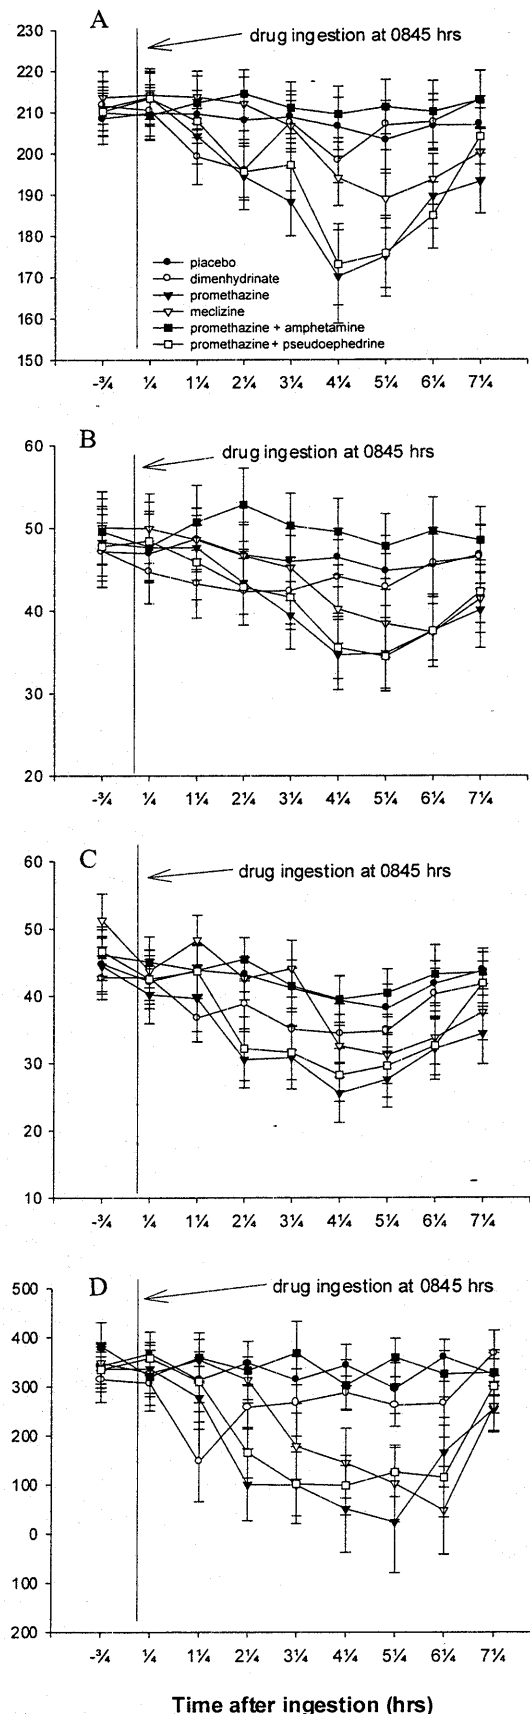 A
drug ingestion at 0845 hrs
230
220
210
200
190
180
170
160
150
placebo
dimenhydrinate
promethazine
meclizine
promethazine + amphetamine
promethazine + pseudoephedrine
-¾ ¼ 1¼ 2¼ 3¼ 4¼ 5¼ 6¼ 7¼
B
drug ingestion at 0845 hrs
60
50
40
30
20
-¾ ¼ 1¼ 2¼ 3¼ 4¼ 5¼ 6¼ 7¼
C
drug ingestion at 0845 hrs
60
50
40
30
20
10
-¾ ¼ 1¼ 2¼ 3¼ 4¼ 5¼ 6¼ 7¼
D
drug ingestion at 0845 hrs
500
400
300
200
100
0
100
200
-¾ ¼ 1¼ 2¼ 3¼ 4¼ 5¼ 6¼ 7¼
Time after ingestion (hrs)